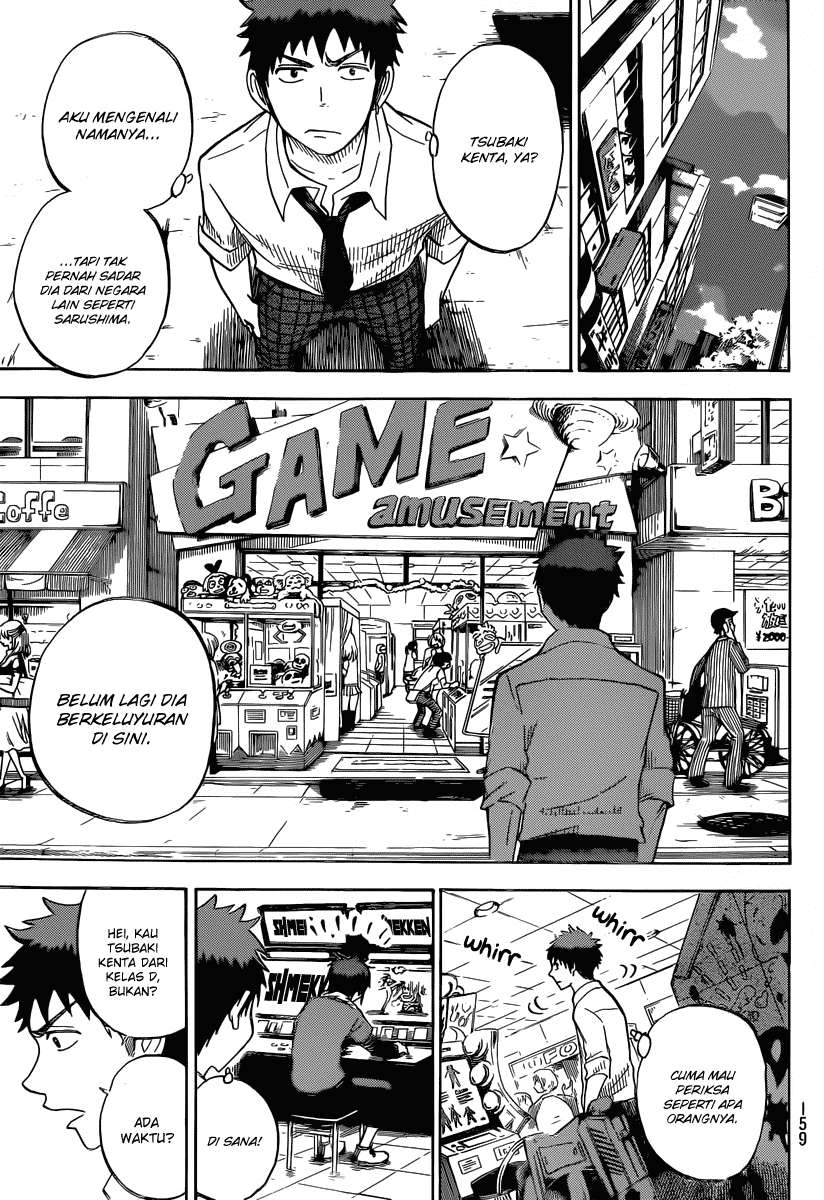 TSUBAKI
KENTA, YA?
AKU MENGENALI
NAMANYA...
...TAPI TAK
PERNAH SADAR
DIA DARI NEGARA
LAIN SEPERTI
SARUSHIMA.
GAME
amusement
Coffe
Bi
¥2000
BELUM LAGI DIA
BERKELUYURAN
DI SINI.
whirr
whirr
CUMA MAU
PERIKSA
SEPERTI APA
ORANGNYA.
SHMEKK
DI SANA!
HEI, KAU
TSUBAKI
KENTA DARI
KELAS D,
BUKAN?
ADA
WAKTU?
159